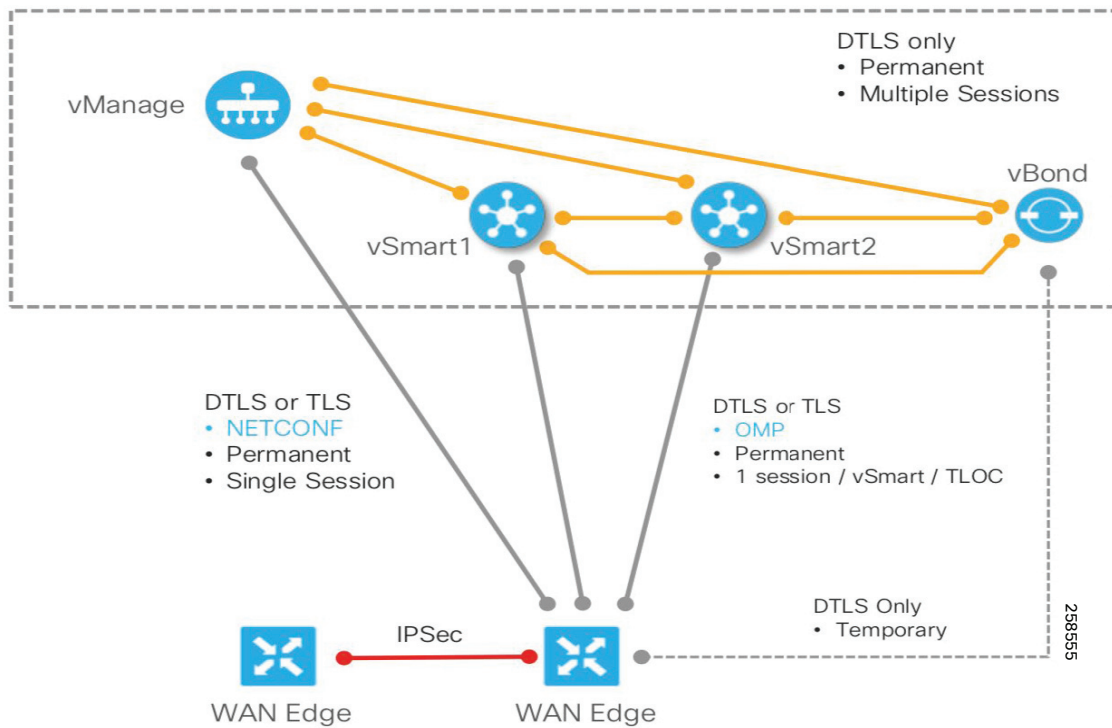 DTLS only
• Permanent
• Multiple Sessions
vManage
vBond
vSmart1
vSmart2
DTLS or TLS
• NETCONF
• Permanent
• Single Session
DTLS or TLS
• OMP
• Permanent
• 1 session / vSmart / TLOC
DTLS Only
• Temporary
258555
IPSec
WAN Edge
WAN Edge